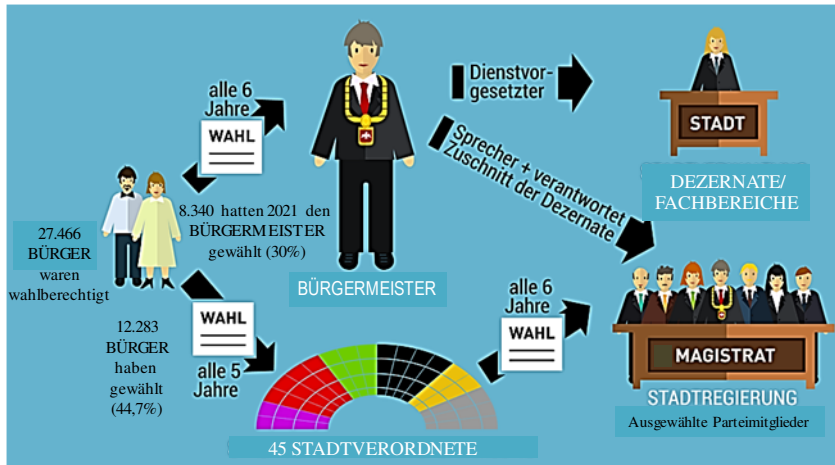 alle 6
Jahre
WAHL
Dienstvor-
gesetzter
STADT
DEZERNATE/
FACHBEREICHE
Sprecher + verantwortet
Zuschnitt der Dezernate
8.340 hatten 2021 den
BÜRGERMEISTER
gewählt (30%)
27.466
BÜRGER
waren
wahlberechtigt
BÜRGERMEISTER
12.283
BÜRGER
haben
gewählt
(44,7%)
WAHL
alle 5
Jahre
alle 6
Jahre
WAHL
MAGISTRAT
STADTREGIERUNG
Ausgewählte Parteimitglieder
45 STADTVERORDNETE